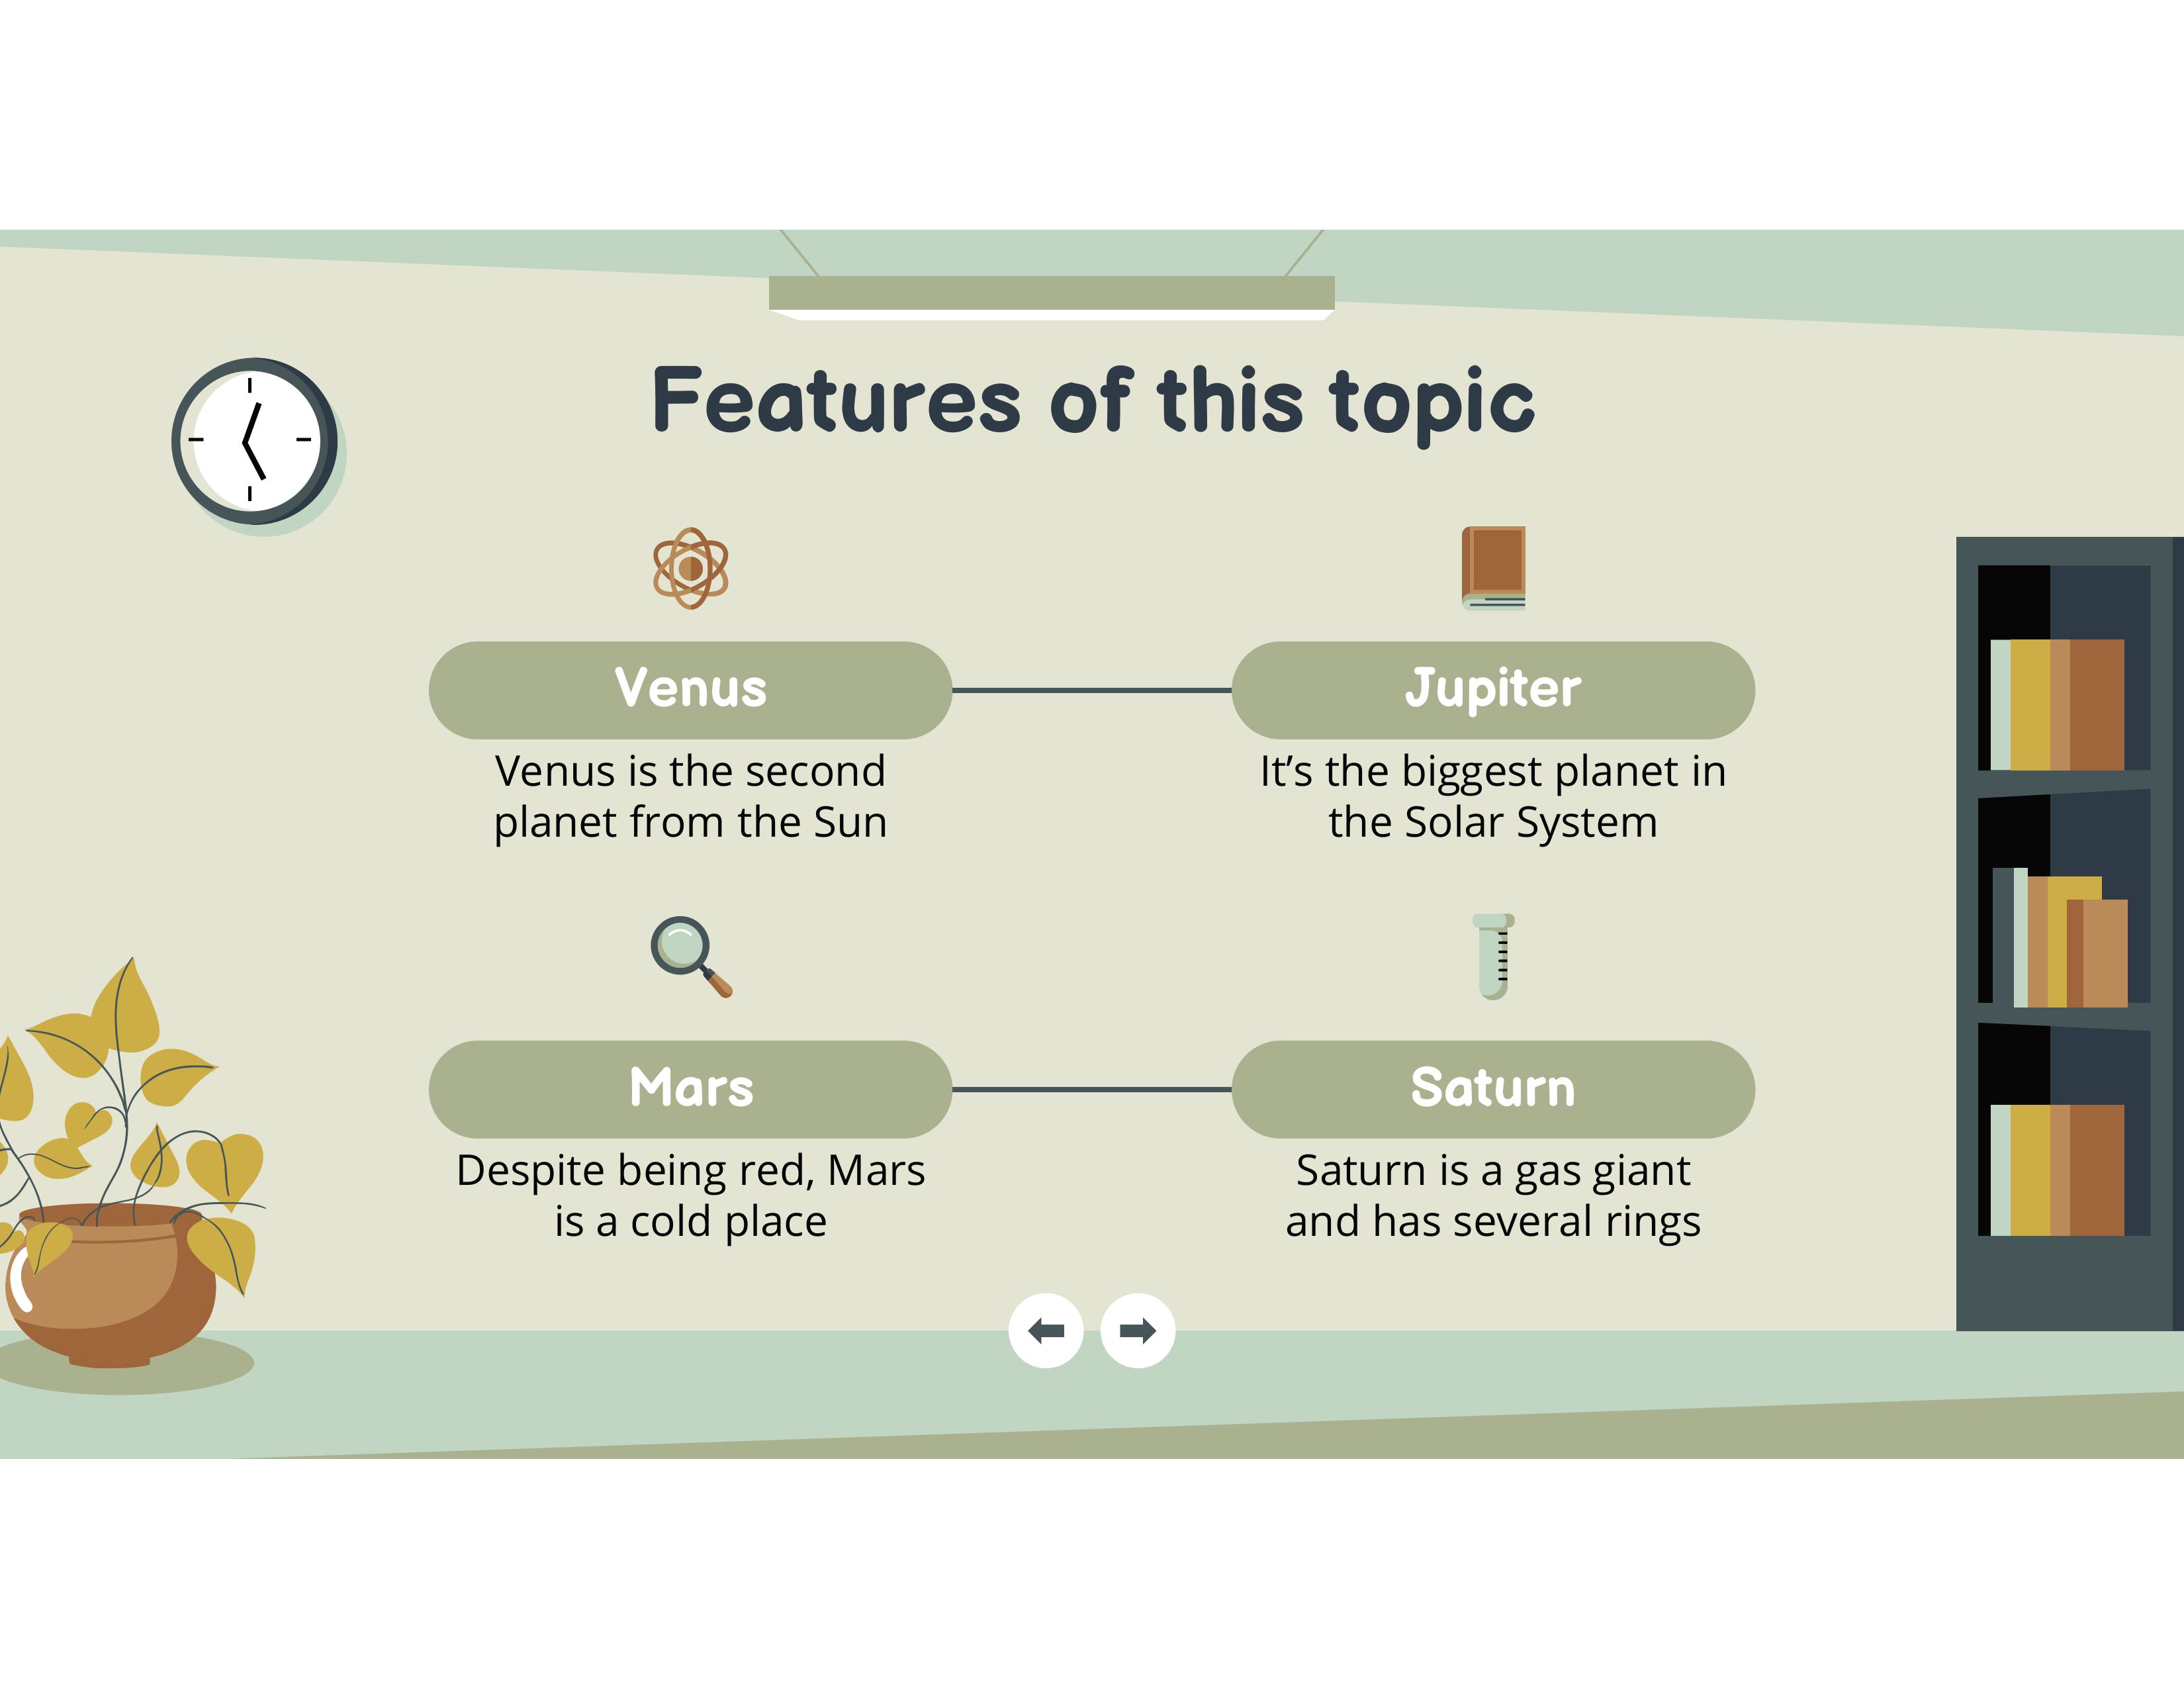 Features of this topic
Venus
Venus is the second
planet from the Sun
Jupiter
It’s the biggest planet in
the Solar System
Mars
Despite being red, Mars
is a cold place
Saturn
Saturn is a gas giant
and has several rings